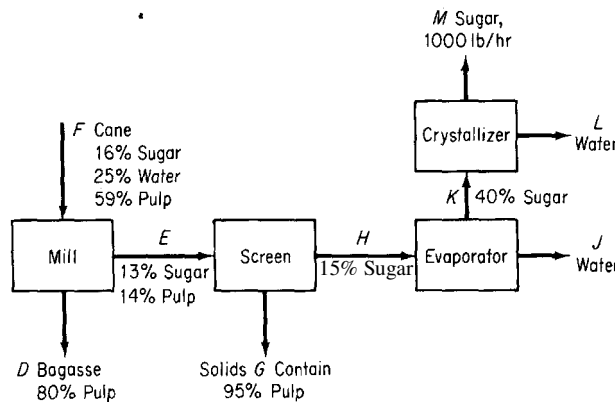 M Sugar,
1000 lb/hr
F Cane
16% Sugar
25% Water
59% Pulp
Crystallizer
L
Water
K 40% Sugar
Mill
E
13% Sugar
14% Pulp
Screen
H
15% Sugar
Evaporator
J
Water
D Bagasse
80% Pulp
Solids G Contain
95% Pulp